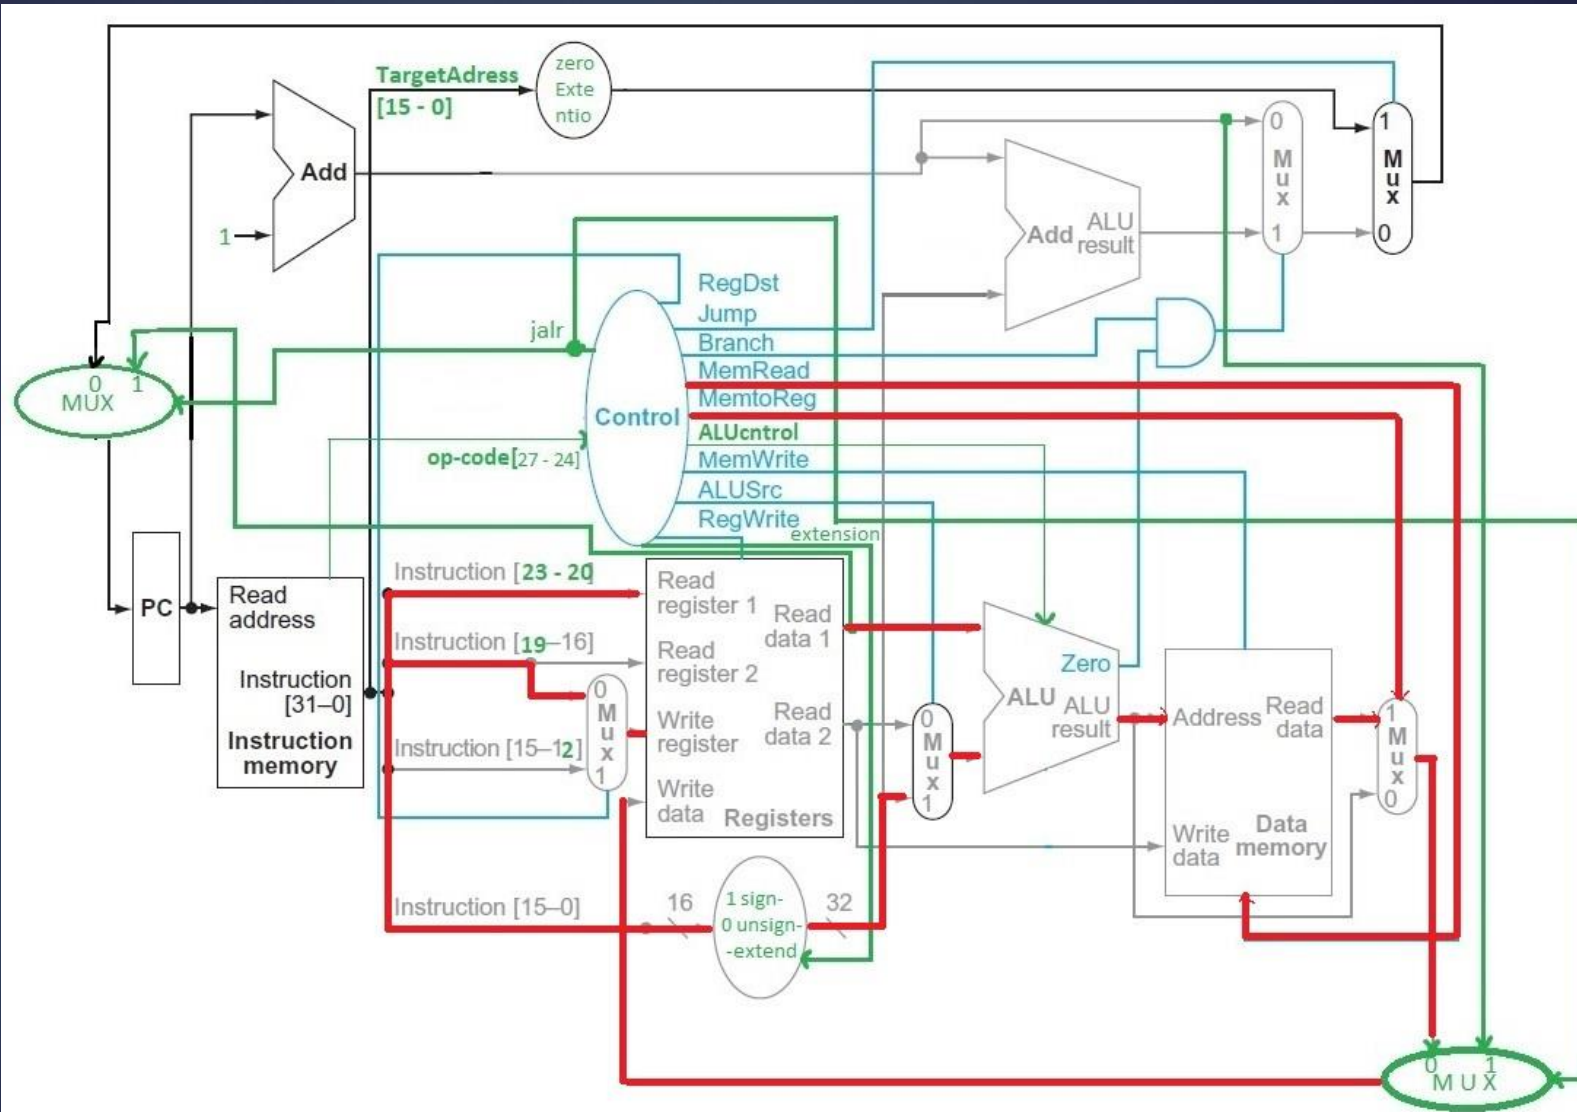 TargetAdress
[15 - 0]
zero
Exte
ntio
Add
1
0
M
u
x
1
1
M
u
x
0
Add ALU
result
RegDst
Jump
Branch
MemRead
MemtoReg
ALUcntrol
MemWrite
ALUSrc
RegWrite
extension
Control
jalr
op-code[27 - 24]
0 1
MUX
PC
Read
address
Instruction
[31–0]
Instruction
memory
Instruction [23 - 20]
Instruction [19–16]
Instruction [15–12]
0
M
u
x
1
Read
register 1
Read
register 2
Write
register
Write
data
Read
data 1
Read
data 2
Registers
0
M
u
x
1
Zero
ALU
ALU
result
Address
Read
data
Write
data
Data
memory
1
M
u
x
0
Instruction [15–0]
16
1 sign-
0 unsign-
-extend
32
0 1
M U X